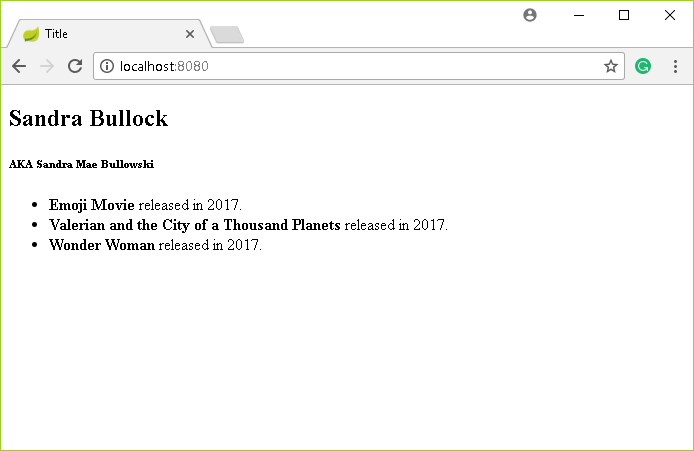 Title
localhost:8080
Sandra Bullock
AKA Sandra Mae Bullowski
Emoji Movie released in 2017.
Valerian and the City of a Thousand Planets released in 2017.
Wonder Woman released in 2017.